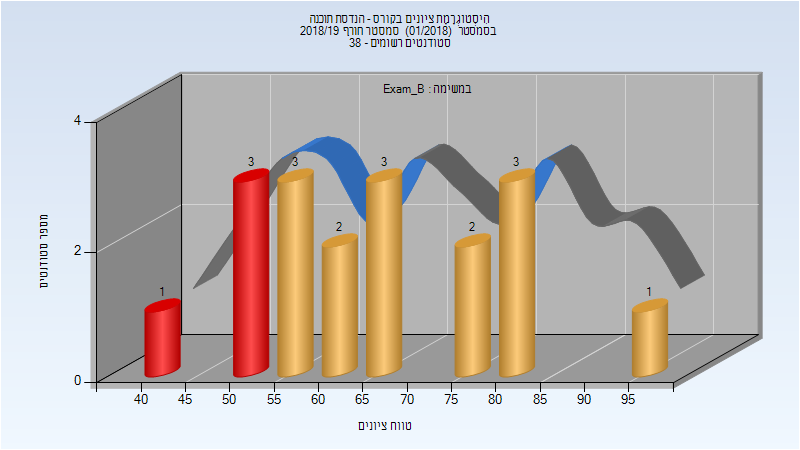 היסטוגרמת ציונים בקורס - הנדסת תוכנה
בסמסטר (01/2018) סמסטר חורף 2018/19
סטודנטים רשומים - 38
במשימה : Exam_B
4
2
0
מספר סטודנטים
1
3
3
2
3
2
3
1
40 45 50 55 60 65 70 75 80 85 90 95
טווח ציונים